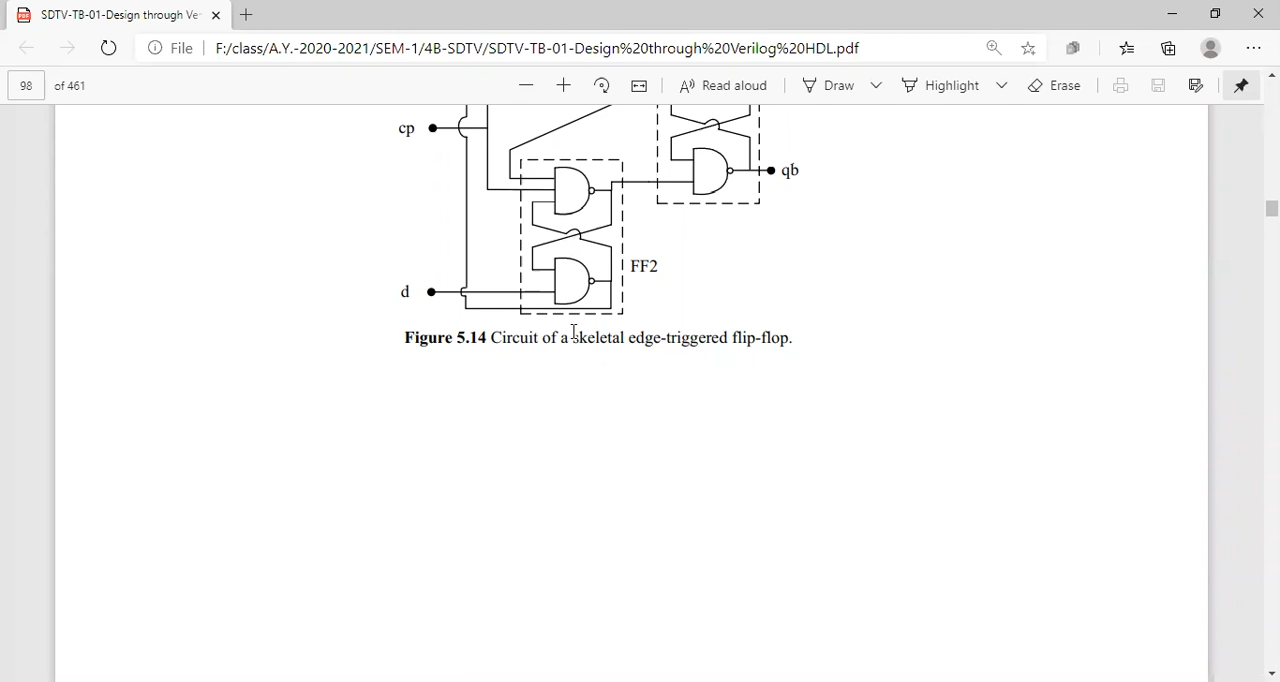 SDTV-TB-01-Design through Ver
File F:/class/A.Y.-2020-2021/SEM-1/4B-SDTV/SDTV-TB-01-Design%20through%20Verilog%20HDL.pdf
98 of 461 Read aloud Draw Highlight Erase
cp
qb
FF2
d
Figure 5.14 Circuit of a skeletal edge-triggered flip-flop.